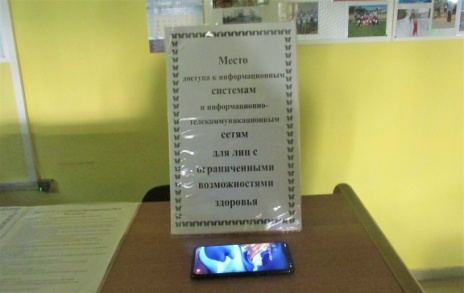 Место
доступа к информационным
системам
и информационно-
телекоммуникационным
сетям
для лиц с
ограниченными
возможностями
здоровья